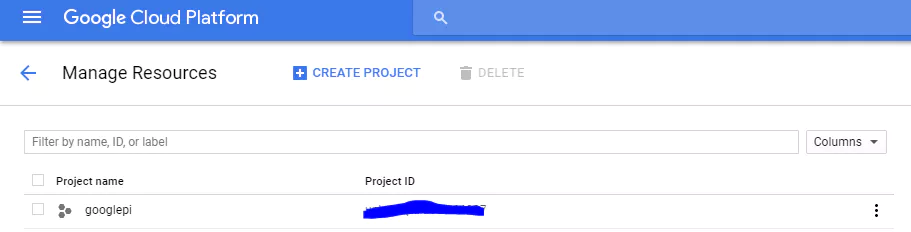 Google Cloud Platform
Manage Resources CREATE PROJECT DELETE
Filter by name, ID, or label Columns
Project name Project ID
googlepi